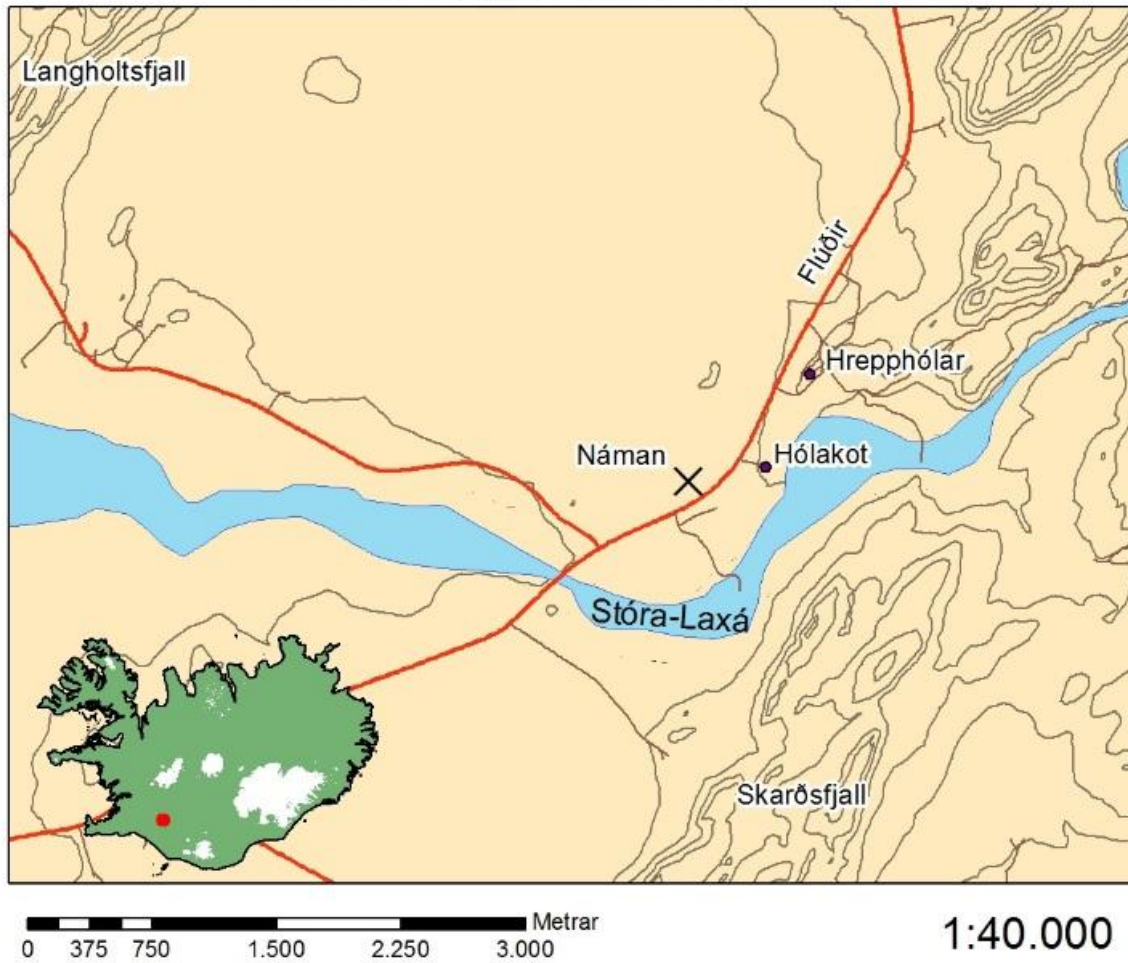 Langholtsfjall
Flúðir
Hrepphólar
Náman
Hólakot
Stóra-Laxá
Skarðsfjall
Metrar
0 375 750 1.500 2.250 3.000
1:40.000